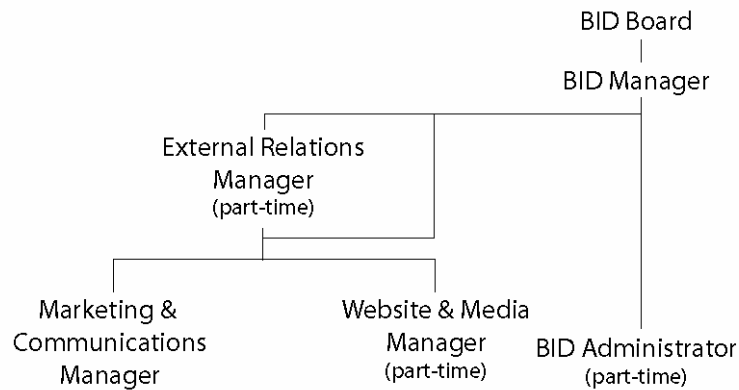 BID Board
BID Manager
External Relations
Manager
(part-time)
Marketing &
Communications
Manager
Website & Media
Manager
(part-time)
BID Administrator
(part-time)